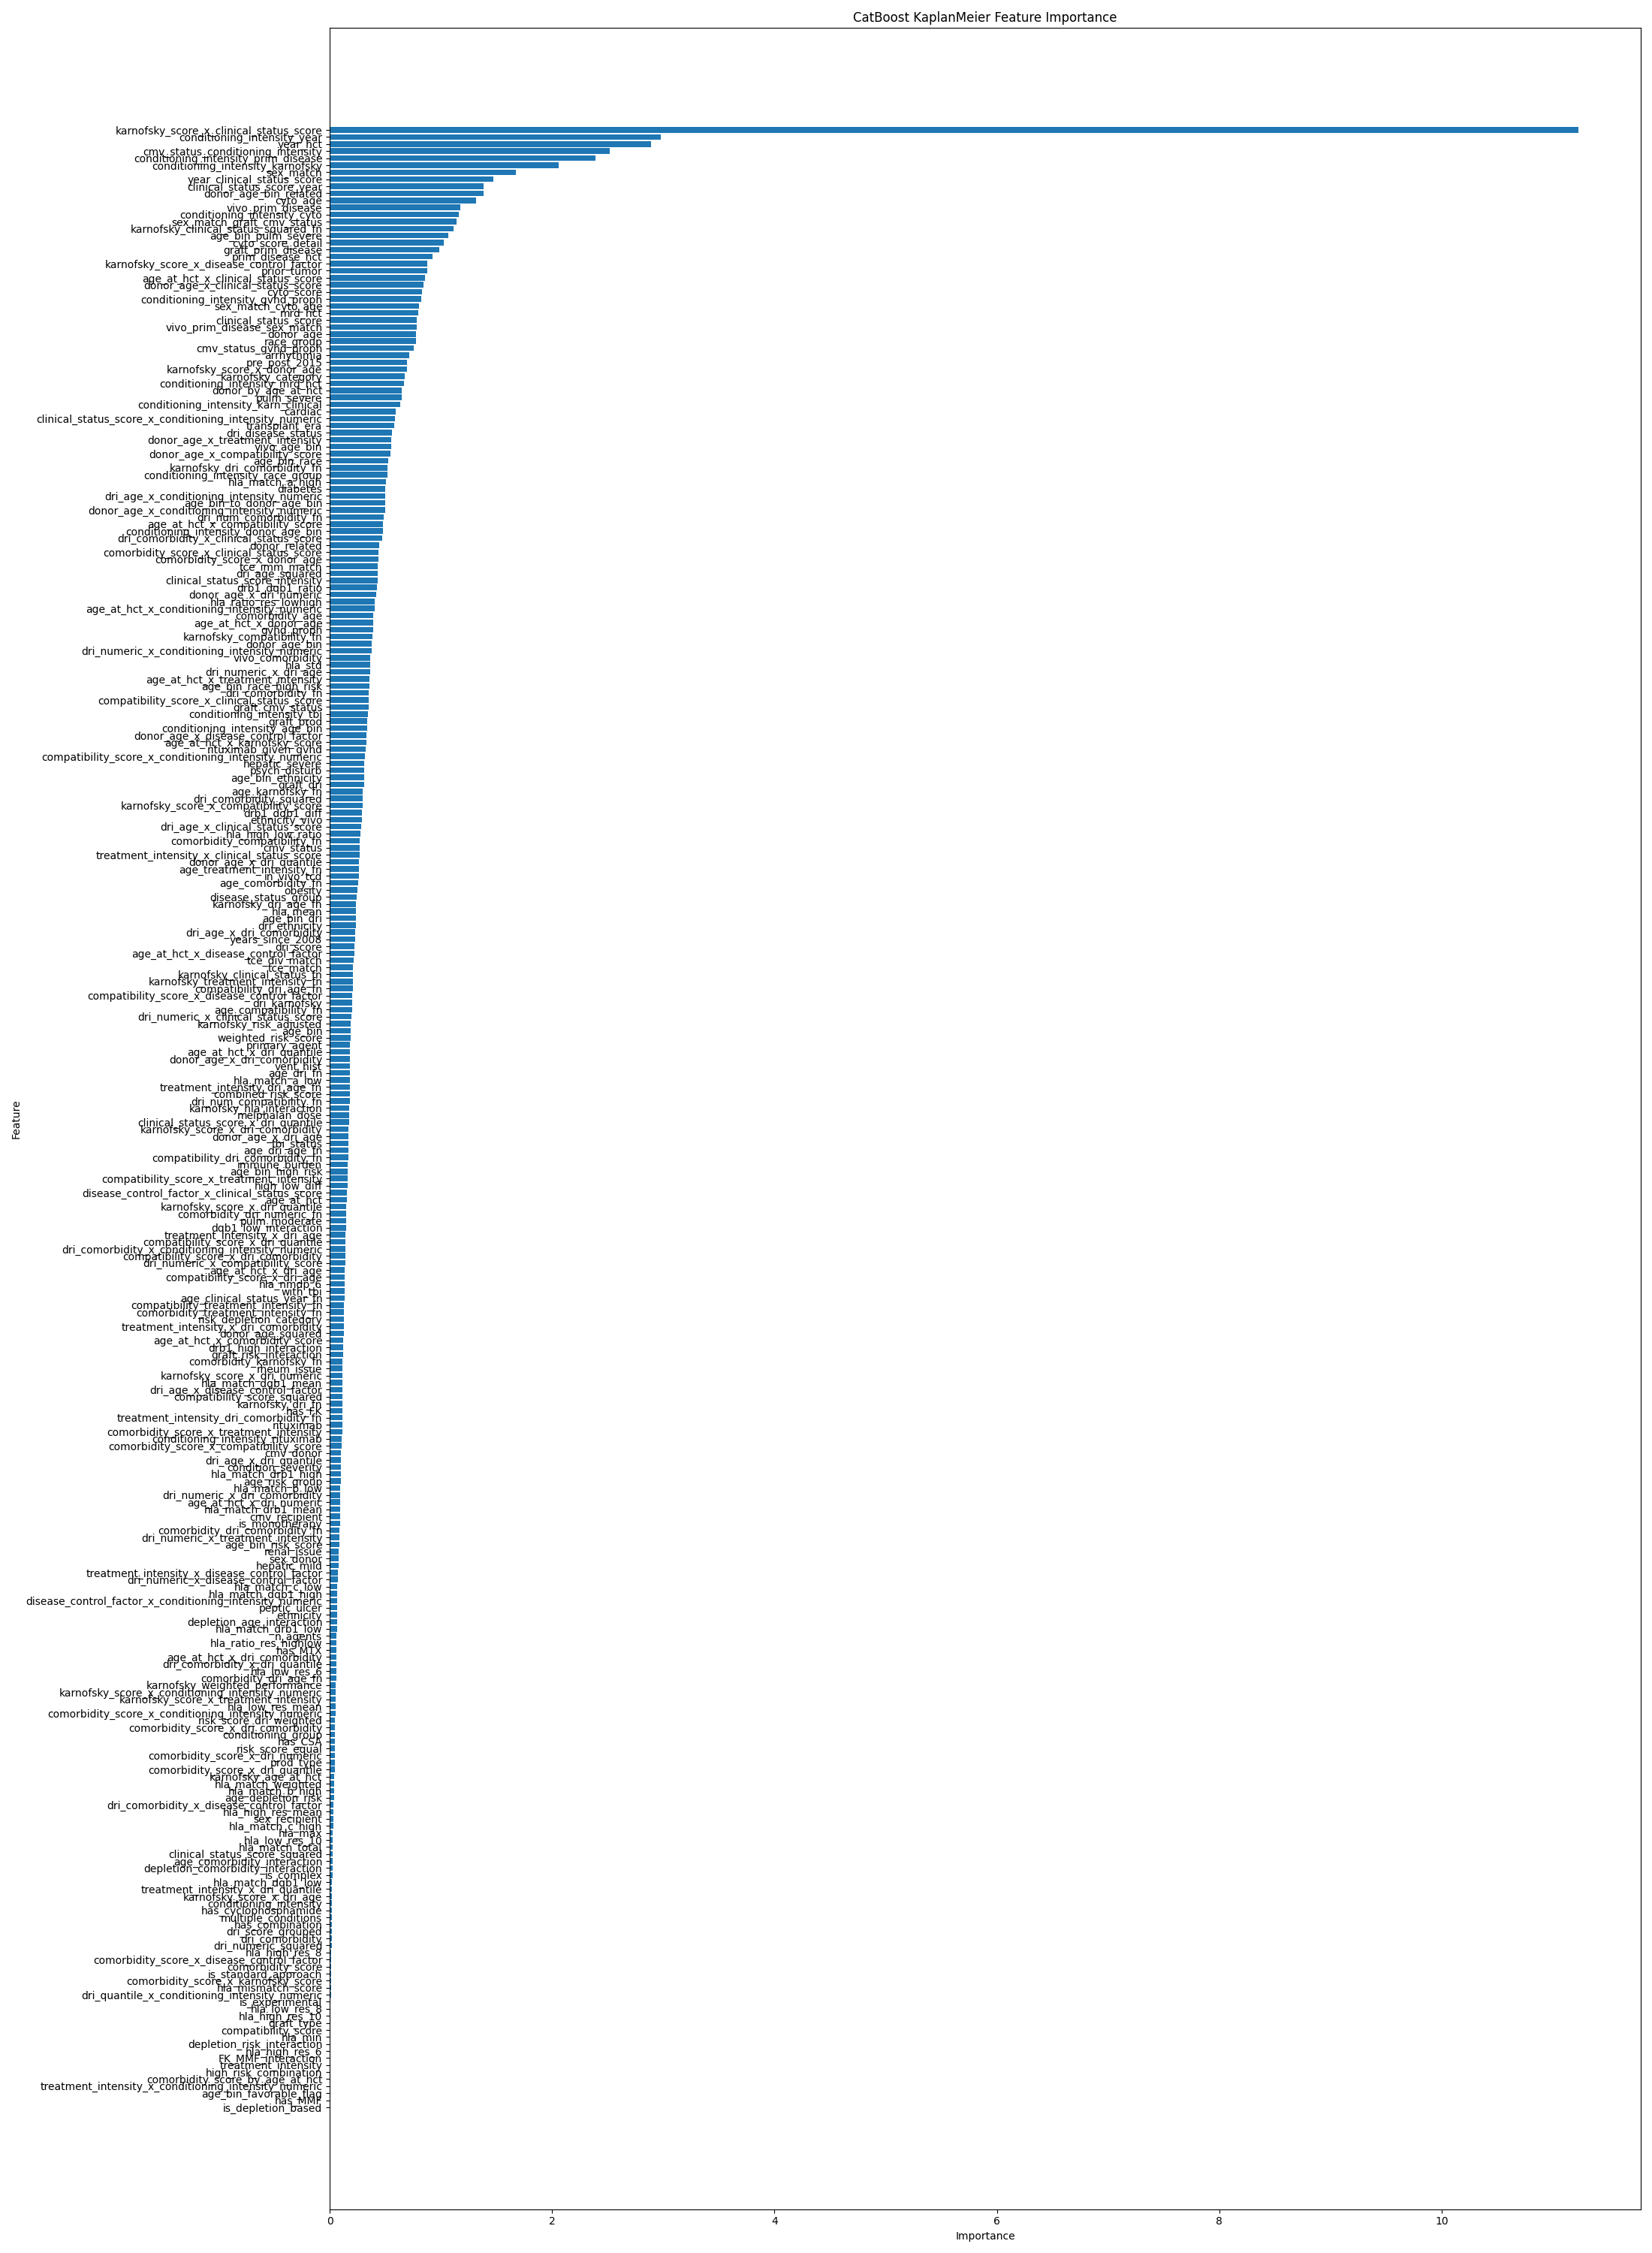 CatBoost KaplanMeier Feature Importance
karnofsky_score_x_clinical_status_score
conditioning_intensity_year
year_hct
cmv_status_conditioning_intensity
conditioning_intensity_prim_disease
conditioning_intensity_karnofsky
sex_match
year_clinical_status_score
clinical_status_score_year
donor_age_bin_related
cyto_age
vivo_prim_disease
conditioning_intensity_cyto
sex_match_graft_cmv_status
karnofsky_clinical_status_squared_fn
age_bin_pulm_severe
cyto_score_detail
graft_prim_disease
prim_disease_hct
karnofsky_score_x_disease_control_factor
prior_tumor
age_at_hct_x_clinical_status_score
donor_age_x_clinical_status_score
cyto_score
conditioning_intensity_gvhd_proph
sex_match_cyto_age
mrd_hct
clinical_status_score
vivo_prim_disease_sex_match
donor_age
race_group
cmv_status_gvhd_proph
arrhythmia
pre_post_2015
karnofsky_score_x_donor_age
karnofsky_category
conditioning_intensity_mrd_hct
donor_by_age_at_hct
pulm_severe
conditioning_intensity_karn_clinical
cardiac
clinical_status_score_x_conditioning_intensity_numeric
transplant_era
dri_disease_status
donor_age_x_treatment_intensity
vivo_age_bin
donor_age_x_compatibility_score
age_bin_race
karnofsky_dri_comorbidity_fn
conditioning_intensity_race_group
hla_match_a_high
diabetes
dri_age_x_conditioning_intensity_numeric
age_bin_to_donor_age_bin
donor_age_x_conditioning_intensity_numeric
dri_num_comorbidity_fn
age_at_hct_x_compatibility_score
conditioning_intensity_donor_age_bin
dri_comorbidity_x_clinical_status_score
donor_related
comorbidity_score_x_clinical_status_score
comorbidity_score_x_donor_age
tce_imm_match
dri_age_squared
clinical_status_score_intensity
drb1_dqb1_ratio
donor_age_x_dri_numeric
hla_ratio_res_lowhigh
age_at_hct_x_conditioning_intensity_numeric
comorbidity_age
age_at_hct_x_donor_age
gvhd_proph
karnofsky_compatibility_fn
donor_age_bin
dri_numeric_x_conditioning_intensity_numeric
vivo_comorbidity
hla_std
dri_numeric_x_dri_age
age_at_hct_x_treatment_intensity
age_bin_race_high_risk
dri_comorbidity_fn
compatibility_score_x_clinical_status_score
graft_cmv_status
conditioning_intensity_tbi
graft_prod
conditioning_intensity_age_bin
donor_age_x_disease_control_factor
age_at_hct_x_karnofsky_score
rituximab_given_gvhd
compatibility_score_x_conditioning_intensity_numeric
hepatic_severe
psych_disturb
age_bin_ethnicity
graft_dri
age_karnofsky_fn
dri_comorbidity_squared
karnofsky_score_x_compatibility_score
drb1_dqb1_diff
ethnicity_vivo
dri_age_x_clinical_status_score
hla_high_low_ratio
comorbidity_compatibility_fn
cmv_status
treatment_intensity_x_clinical_status_score
donor_age_x_dri_quantile
age_treatment_intensity_fn
in_vivo_tcd
age_comorbidity_fn
obesity
disease_status_group
karnofsky_dri_age_fn
hla_mean
age_bin_dri
dri_ethnicity
dri_age_x_dri_comorbidity
years_since_2008
dri_score
age_at_hct_x_disease_control_factor
tce_div_match
tce_match
karnofsky_clinical_status_fn
karnofsky_treatment_intensity_fn
compatibility_dri_age_fn
compatibility_score_x_disease_control_factor
dri_karnofsky
age_compatibility_fn
dri_numeric_x_clinical_status_score
karnofsky_risk_adjusted
age_bin
weighted_risk_score
primary_agent
age_at_hct_x_dri_quantile
donor_age_x_dri_comorbidity
vent_hist
age_dri_fn
hla_match_a_low
treatment_intensity_dri_age_fn
combined_risk_score
dri_num_compatibility_fn
karnofsky_hla_interaction
melphalan_dose
clinical_status_score_x_dri_quantile
karnofsky_score_x_dri_comorbidity
donor_age_x_dri_age
tbi_status
age_dri_age_fn
compatibility_dri_comorbidity_fn
immune_burden
age_bin_high_risk
compatibility_score_x_treatment_intensity
high_low_diff
disease_control_factor_x_clinical_status_score
age_at_hct
karnofsky_score_x_dri_quantile
comorbidity_dri_numeric_fn
pulm_moderate
dqb1_low_interaction
treatment_intensity_x_dri_age
compatibility_score_x_dri_quantile
dri_comorbidity_x_conditioning_intensity_numeric
compatibility_score_x_dri_comorbidity
dri_numeric_x_compatibility_score
age_at_hct_x_dri_age
compatibility_score_x_dri_age
hla_nmdp_6
with_tbi
age_clinical_status_year_fn
compatibility_treatment_intensity_fn
comorbidity_treatment_intensity_fn
risk_depletion_category
treatment_intensity_x_dri_comorbidity
donor_age_squared
age_at_hct_x_comorbidity_score
drb1_high_interaction
graft_risk_interaction
comorbidity_karnofsky_fn
rheum_issue
karnofsky_score_x_dri_numeric
hla_match_dqb1_mean
dri_age_x_disease_control_factor
compatibility_score_squared
karnofsky_dri_fn
has_FK
treatment_intensity_dri_comorbidity_fn
rituximab
comorbidity_score_x_treatment_intensity
conditioning_intensity_rituximab
comorbidity_score_x_compatibility_score
cmv_donor
dri_age_x_dri_quantile
condition_severity
hla_match_drb1_high
age_risk_group
hla_match_b_low
dri_numeric_x_dri_comorbidity
age_at_hct_x_dri_numeric
hla_match_drb1_mean
cmv_recipient
is_monotherapy
comorbidity_dri_comorbidity_fn
dri_numeric_x_treatment_intensity
age_bin_risk_score
renal_issue
sex_donor
hepatic_mild
treatment_intensity_x_disease_control_factor
dri_numeric_x_disease_control_factor
hla_match_c_low
hla_match_dqb1_high
disease_control_factor_x_conditioning_intensity_numeric
peptic_ulcer
ethnicity
depletion_age_interaction
hla_match_drb1_low
n_agents
hla_ratio_res_highlow
has_MTX
age_at_hct_x_dri_comorbidity
dri_comorbidity_x_dri_quantile
hla_low_res_6
comorbidity_dri_age_fn
karnofsky_weighted_performance
karnofsky_score_x_conditioning_intensity_numeric
karnofsky_score_x_treatment_intensity
hla_low_res_mean
comorbidity_score_x_conditioning_intensity_numeric
risk_score_dri_weighted
comorbidity_score_x_dri_comorbidity
conditioning_group
has_CSA
risk_score_equal
comorbidity_score_x_dri_numeric
prod_type
comorbidity_score_x_dri_quantile
karnofsky_age_at_hct
hla_match_weighted
hla_match_b_high
age_depletion_risk
dri_comorbidity_x_disease_control_factor
hla_high_res_mean
sex_recipient
hla_match_c_high
hla_max
hla_low_res_10
hla_match_total
clinical_status_score_squared
age_comorbidity_interaction
depletion_comorbidity_interaction
is_complex
hla_match_dqb1_low
treatment_intensity_x_dri_quantile
karnofsky_score_x_dri_age
conditioning_intensity
has_cyclophosphamide
multiple_conditions
has_combination
dri_score_grouped
dri_comorbidity
dri_numeric_squared
hla_high_res_8
comorbidity_score_x_disease_control_factor
comorbidity_score
is_standard_approach
comorbidity_score_x_karnofsky_score
hla_mismatch_score
dri_quantile_x_conditioning_intensity_numeric
is_experimental
hla_low_res_8
hla_high_res_10
graft_type
compatibility_score
hla_min
depletion_risk_interaction
hla_high_res_6
FK_MMF_interaction
treatment_intensity
high_risk_combination
comorbidity_score_by_age_at_hct
treatment_intensity_x_conditioning_intensity_numeric
age_bin_favorable_flag
has_MMF
is_depletion_based
Feature
0 2 4 6 8 10
Importance